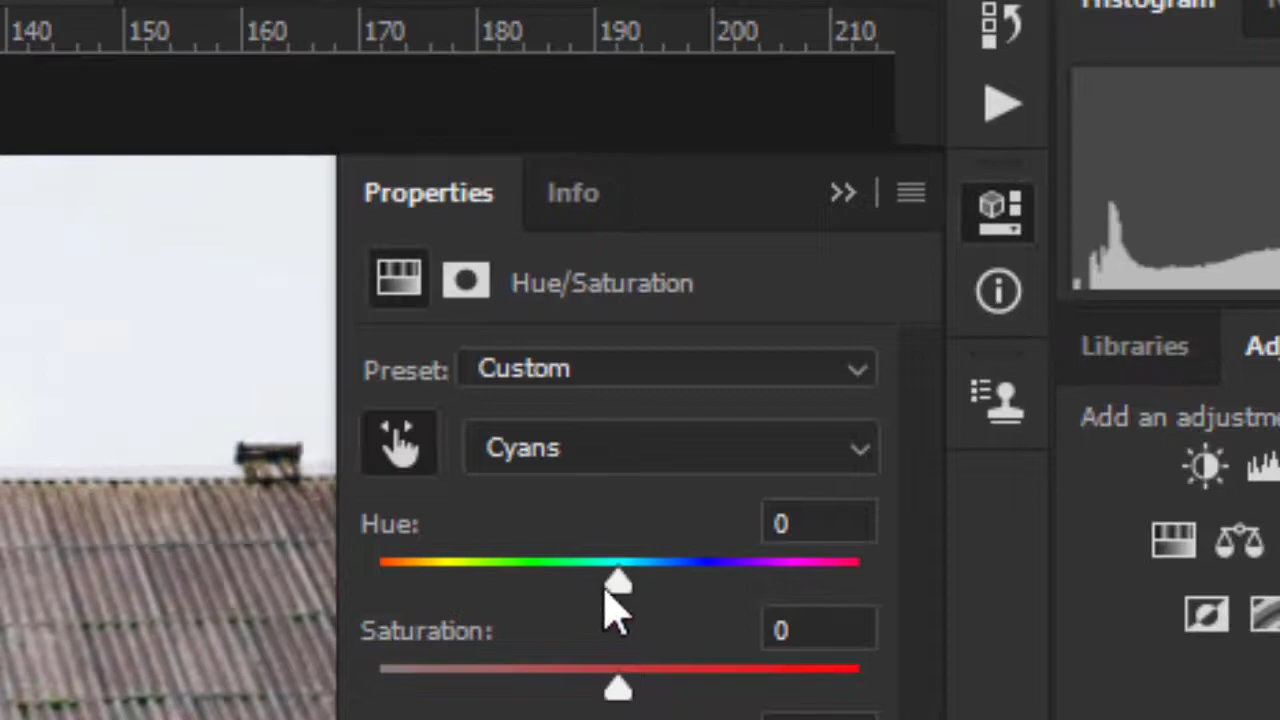 140 150 160 170 180 190 200 210
Histogram
Properties Info
Hue/Saturation
Preset: Custom
Cyans
Hue: 0
Saturation: 0
Libraries Ad
Add an adjustme